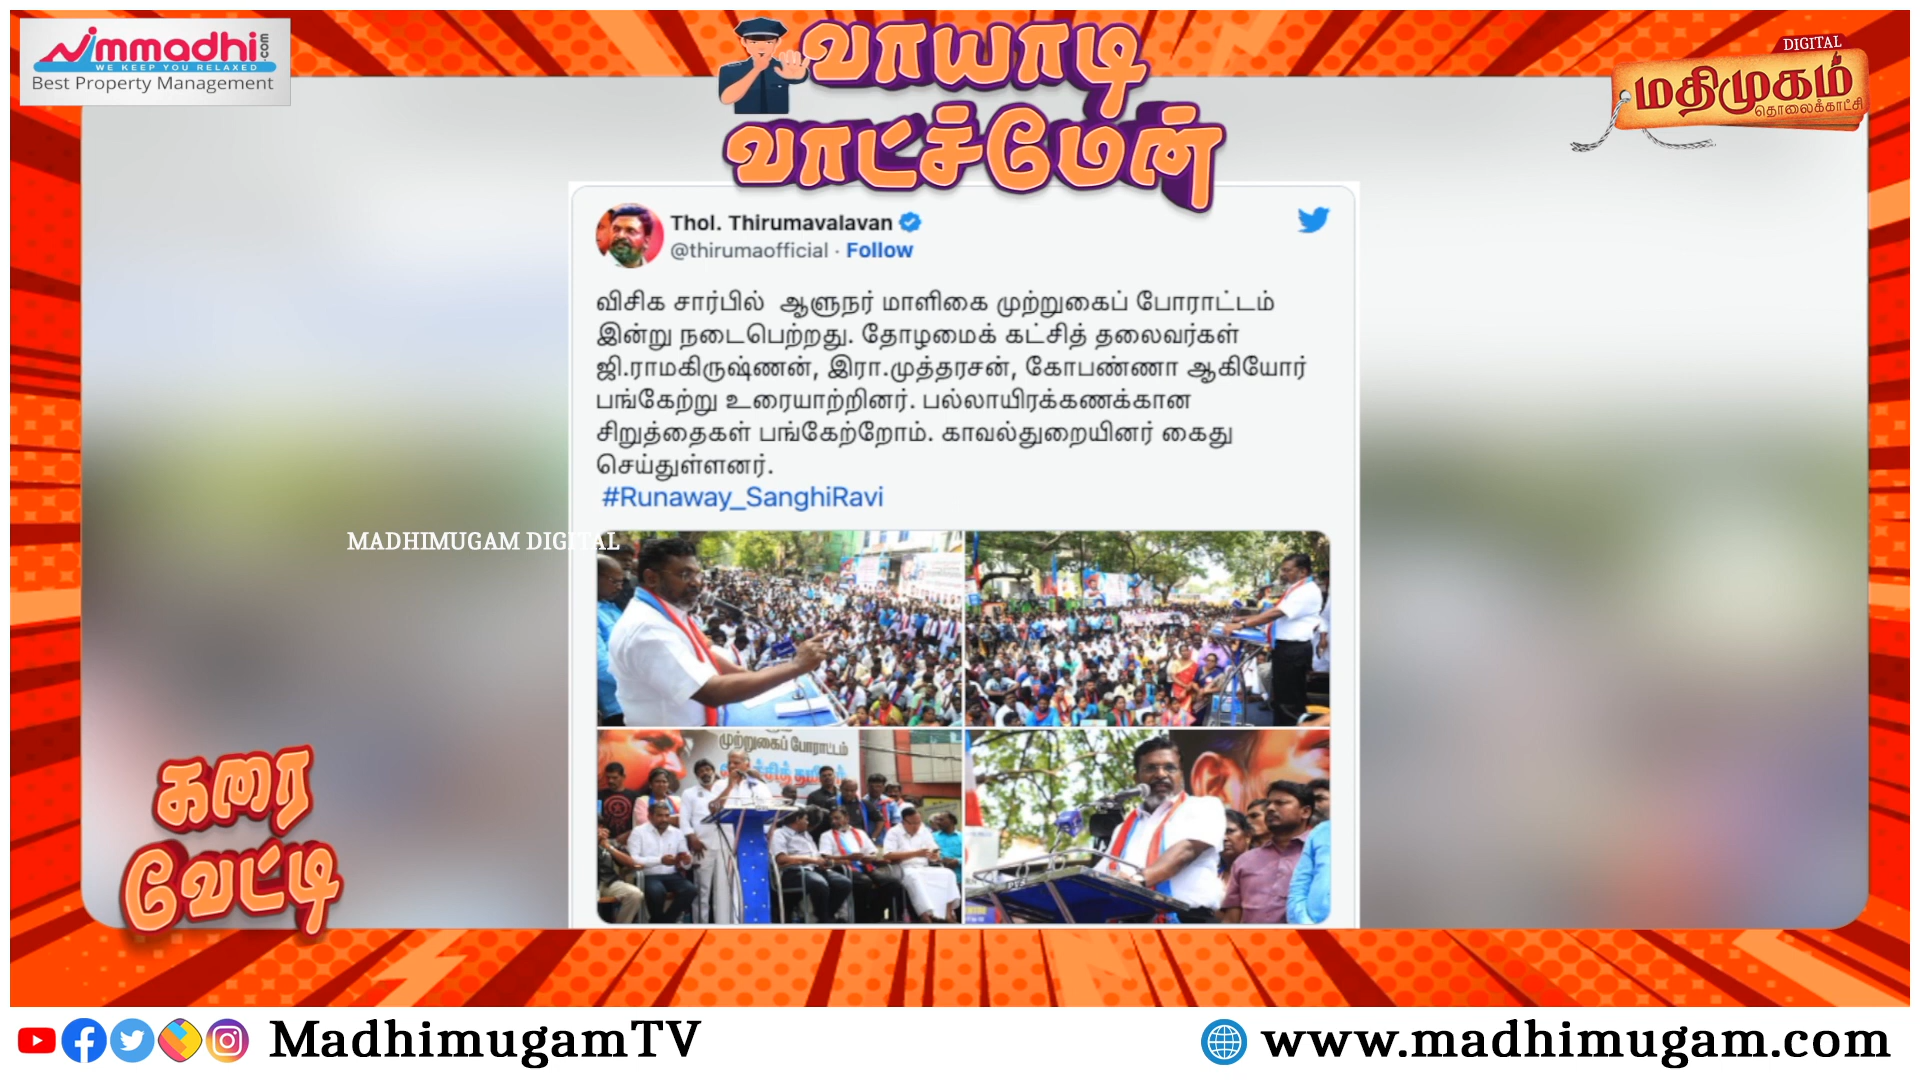 Nimmadhi.com
WE KEEP YOU RELAXED
Best Property Management
வாயாடி
வாட்ச்மேன்
DIGITAL
மதிமுகம்
தொலைக்காட்சி
Thol. Thirumavalavan
@thirumaofficial · Follow
விசிக சார்பில் ஆளுநர் மாளிகை முற்றுகைப் போராட்டம்
இன்று நடைபெற்றது. தோழமைக் கட்சித் தலைவர்கள்
ஜி.ராமகிருஷ்ணன், இரா.முத்தரசன், கோபண்ணா ஆகியோர்
பங்கேற்று உரையாற்றினர். பல்லாயிரக்கணக்கான
சிறுத்தைகள் பங்கேற்றோம். காவல்துறையினர் கைது
செய்துள்ளனர்.
#Runaway_SanghiRavi
MADHIMUGAM DIGITAL
முற்றுகைப் போராட்டம்
கரை
வேட்டி
MadhimugamTV
www.madhimugam.com